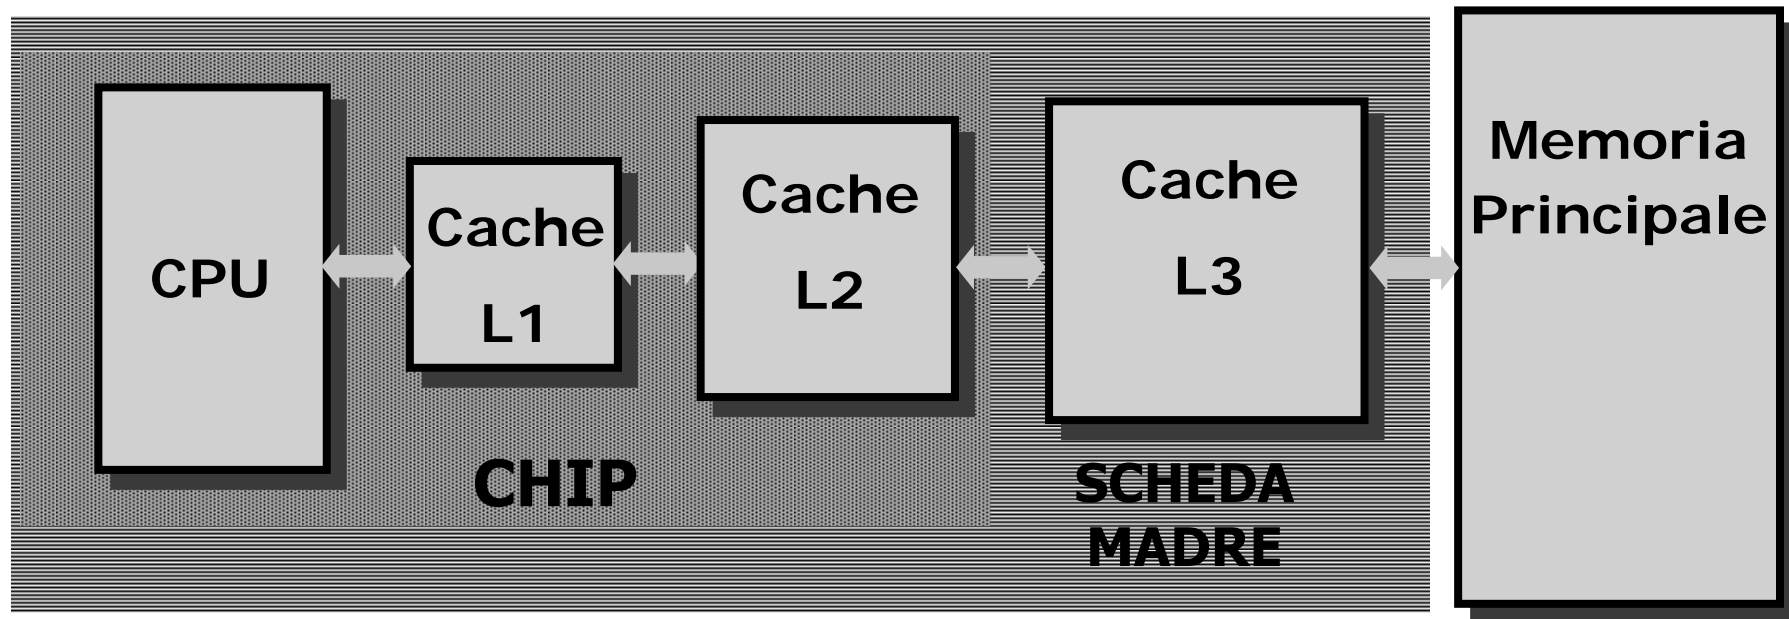 CPU
Cache
L1
Cache
L2
Cache
L3
Memoria
Principale
CHIP
SCHEDA
MADRE